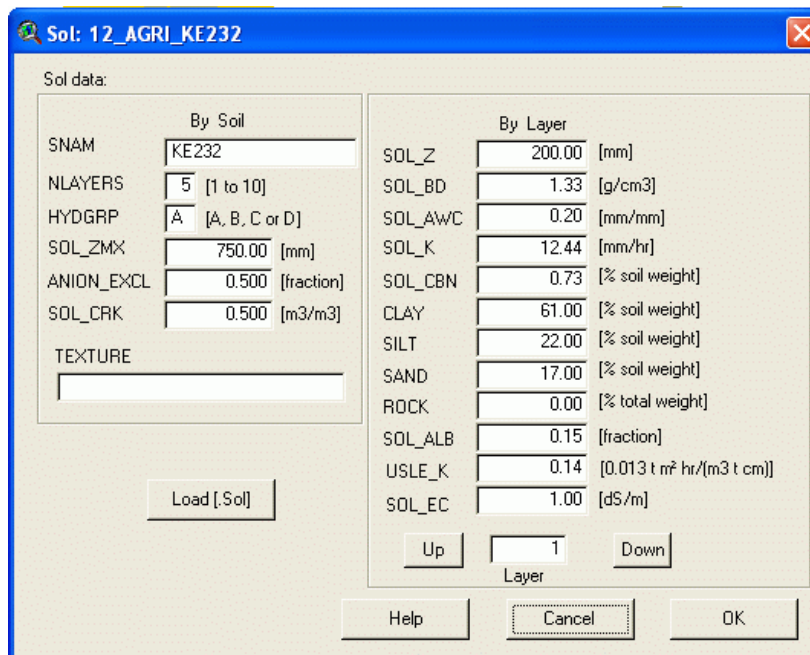 Sol: 12_AGRI_KE232
Sol data:
By Soil
SNAM KE232
NLAYERS 5 [1 to 10]
HYDGRP A [A, B, C or D]
SOL_ZMX 750.00 [mm]
ANION_EXCL 0.500 [fraction]
SOL_CRK 0.500 [m3/m3]
TEXTURE
Load [.Sol]
By Layer
SOL_Z 200.00 [mm]
SOL_BD 1.33 [g/cm3]
SOL_AWC 0.20 [mm/mm]
SOL_K 12.44 [mm/hr]
SOL_CBN 0.73 [% soil weight]
CLAY 61.00 [% soil weight]
SILT 22.00 [% soil weight]
SAND 17.00 [% soil weight]
ROCK 0.00 [% total weight]
SOL_ALB 0.15 [fraction]
USLE_K 0.14 [0.013 t m² hr/(m3 t cm)]
SOL_EC 1.00 [dS/m]
Up 1 Down
Layer
Help Cancel OK